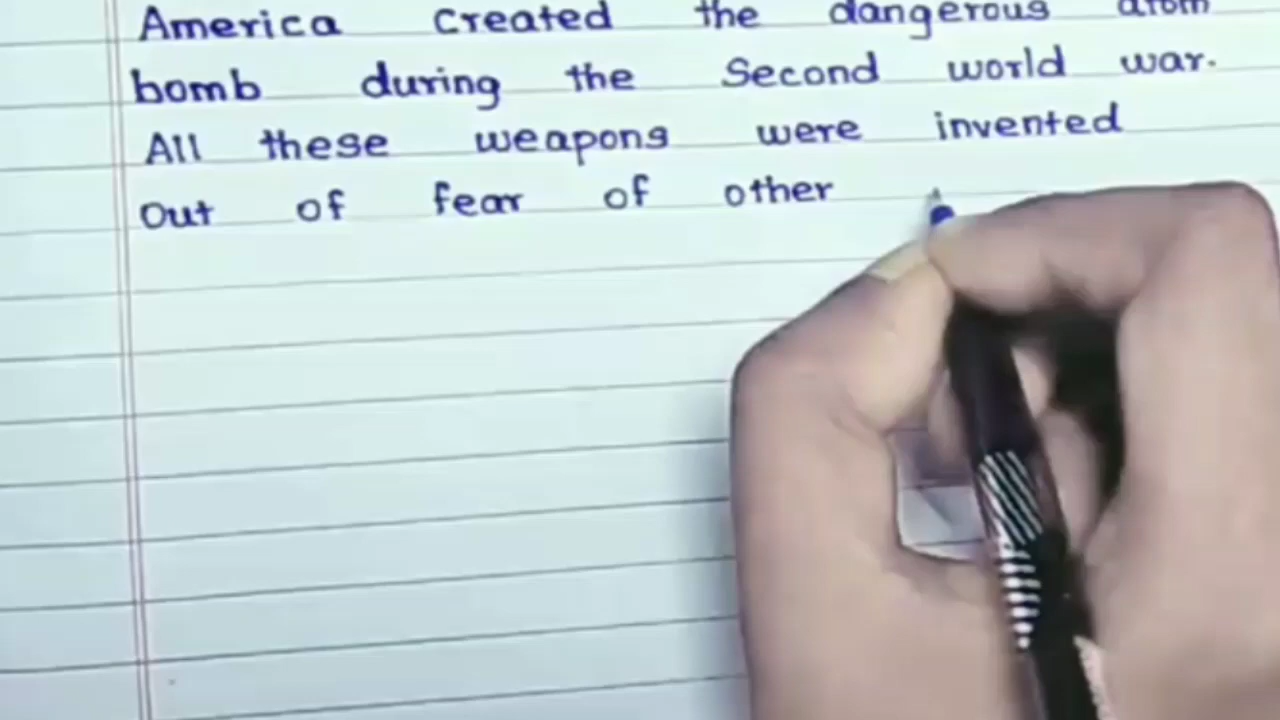 America created the dangerous atom
bomb during the Second world war.
All these weapons were invented
Out of fear of other